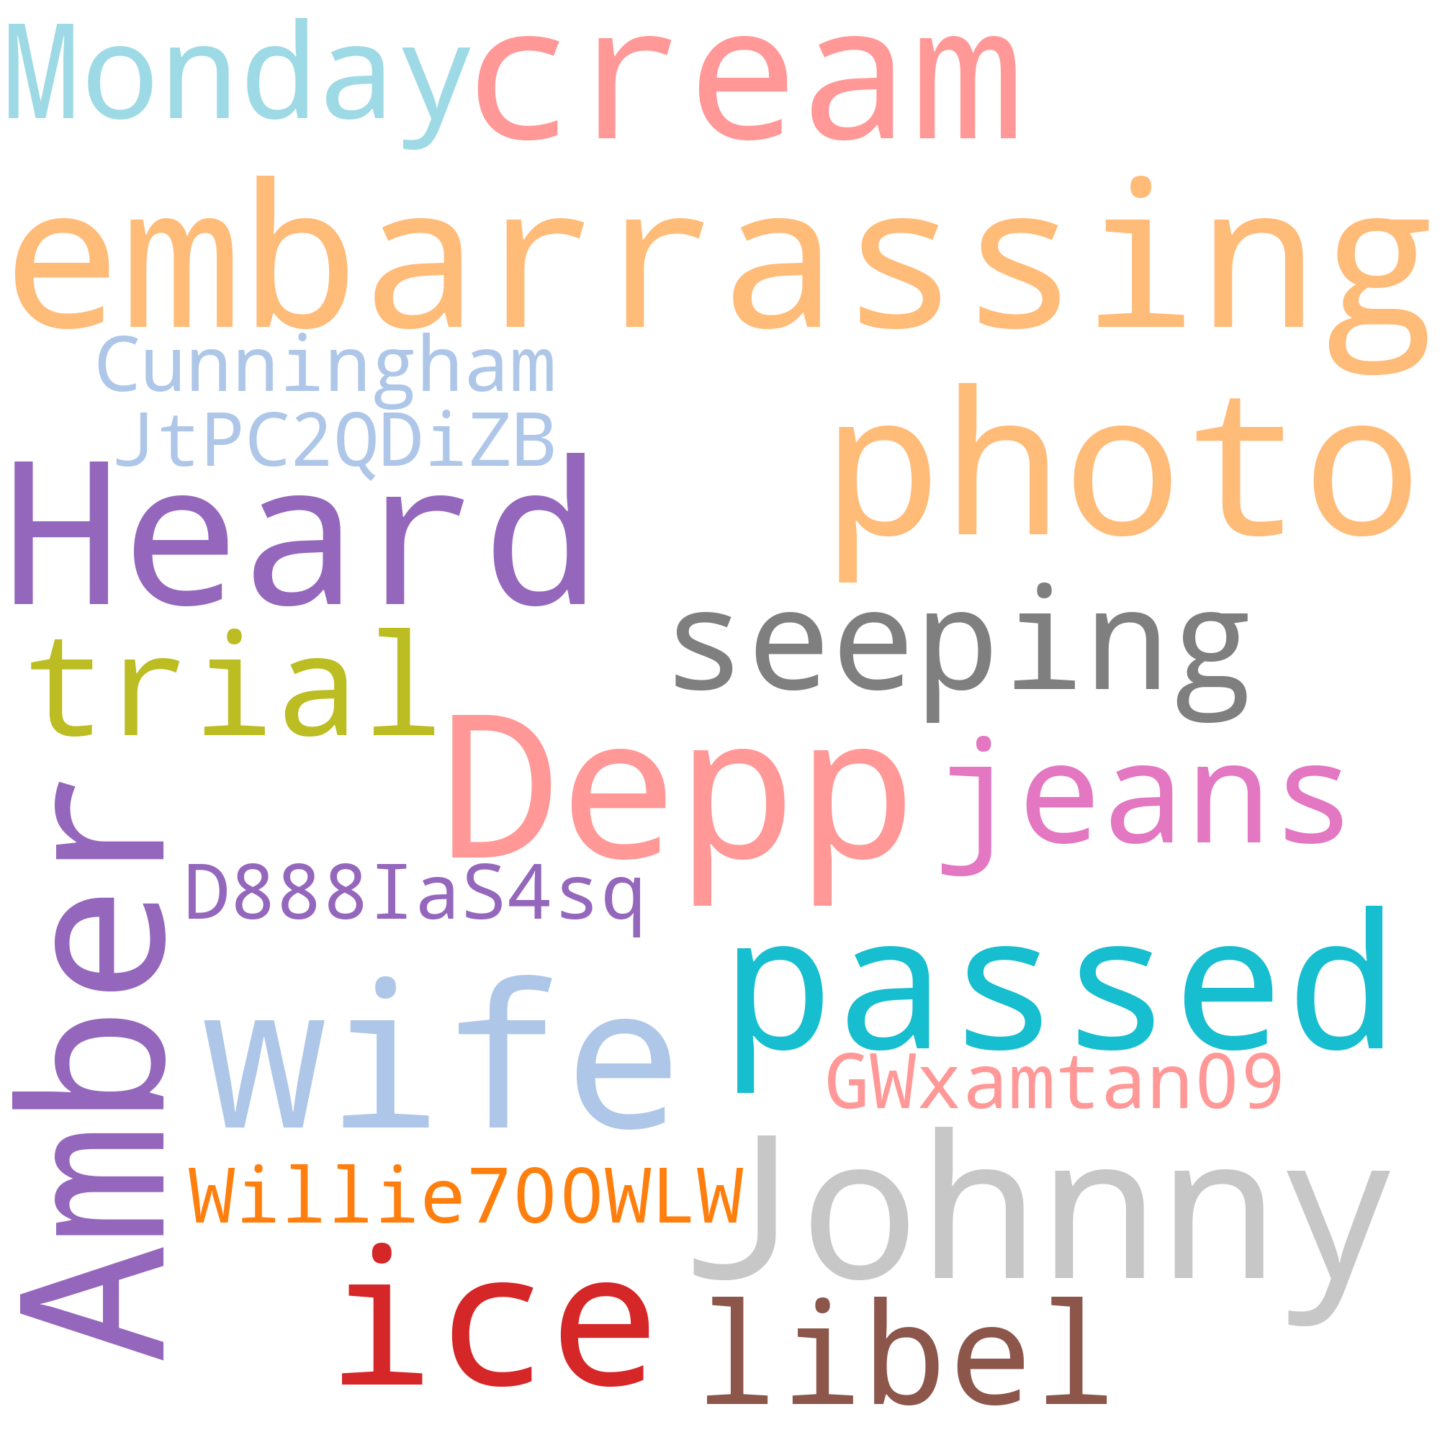 Monday cream
embarrassing
Cunningham
photo
JtPC2QDiZB
Heard
seeping
trial
Depp
jeans
Amber
D888IaS4sq
passed
wife
GWxamtanO9
Willie700WLW
Johnny
ice
libel